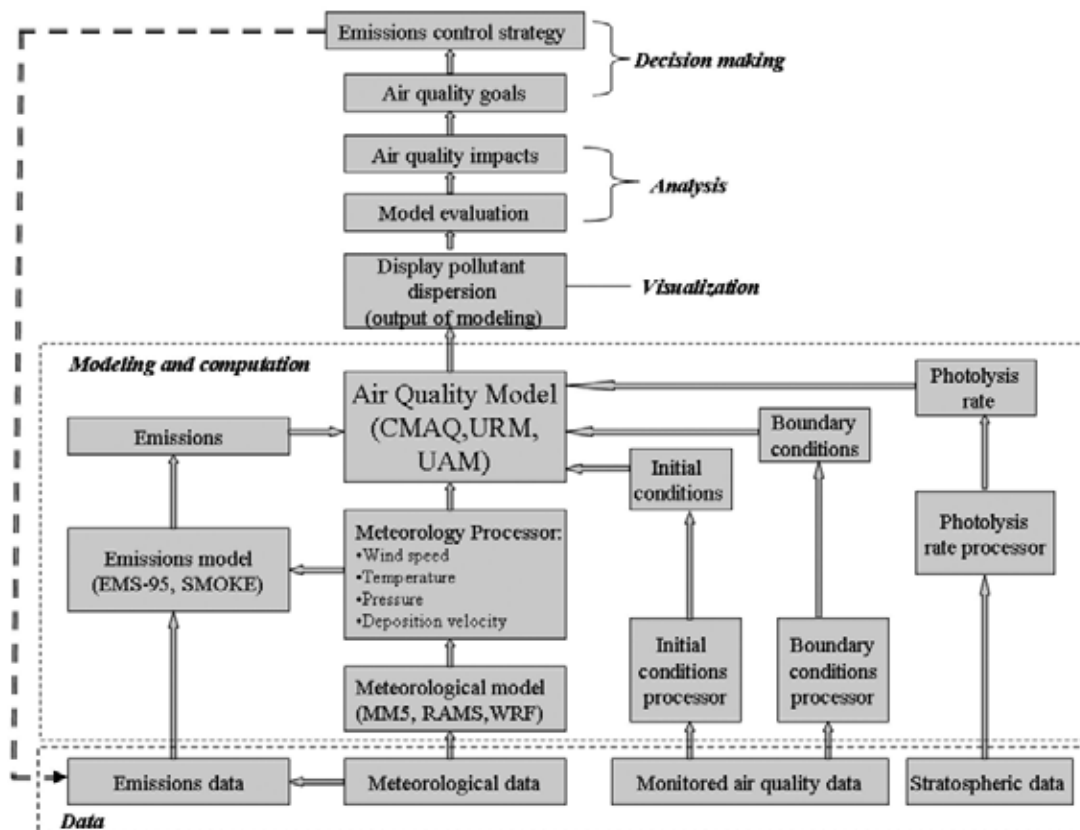 Emissions control strategy
Decision making
Air quality goals
Air quality impacts
Analysis
Model evaluation
Display pollutant
dispersion
(output of modeling)
Visualization
Modeling and computation
Air Quality Model
(CMAQ,URM,
UAM)
Photolysis
rate
Emissions
Boundary
conditions
Initial
conditions
Emissions model
(EMS-95, SMOKE)
Meteorology Processor:
•Wind speed
•Temperature
•Pressure
•Deposition velocity
Photolysis
rate processor
Initial
conditions
processor
Boundary
conditions
processor
Meteorological model
(MM5, RAMS,WRF)
Emissions data
Meteorological data
Monitored air quality data
Stratospheric data
Data